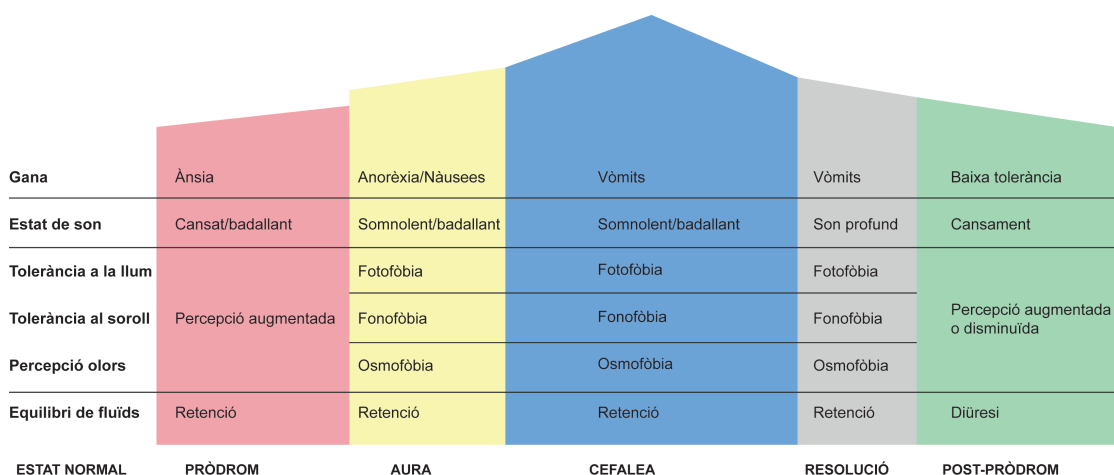 Gana Ànsia Anorèxia/Nàusees Vòmits Vòmits Baixa tolerància
Estat de son Cansat/badallant Somnolent/badallant Somnolent/badallant Son profund Cansament
Tolerància a la llum Fotofòbia Fotofòbia Fotofòbia
Tolerància al soroll Percepció augmentada Fonofòbia Fonofòbia Fonofòbia Percepció augmentada
o disminuïda
Percepció olors Osmofòbia Osmofòbia Osmofòbia
Equilibri de fluïds Retenció Retenció Retenció Retenció Diüresi
ESTAT NORMAL PRÒDROM AURA CEFALEA RESOLUCIÓ POST-PRÒDROM